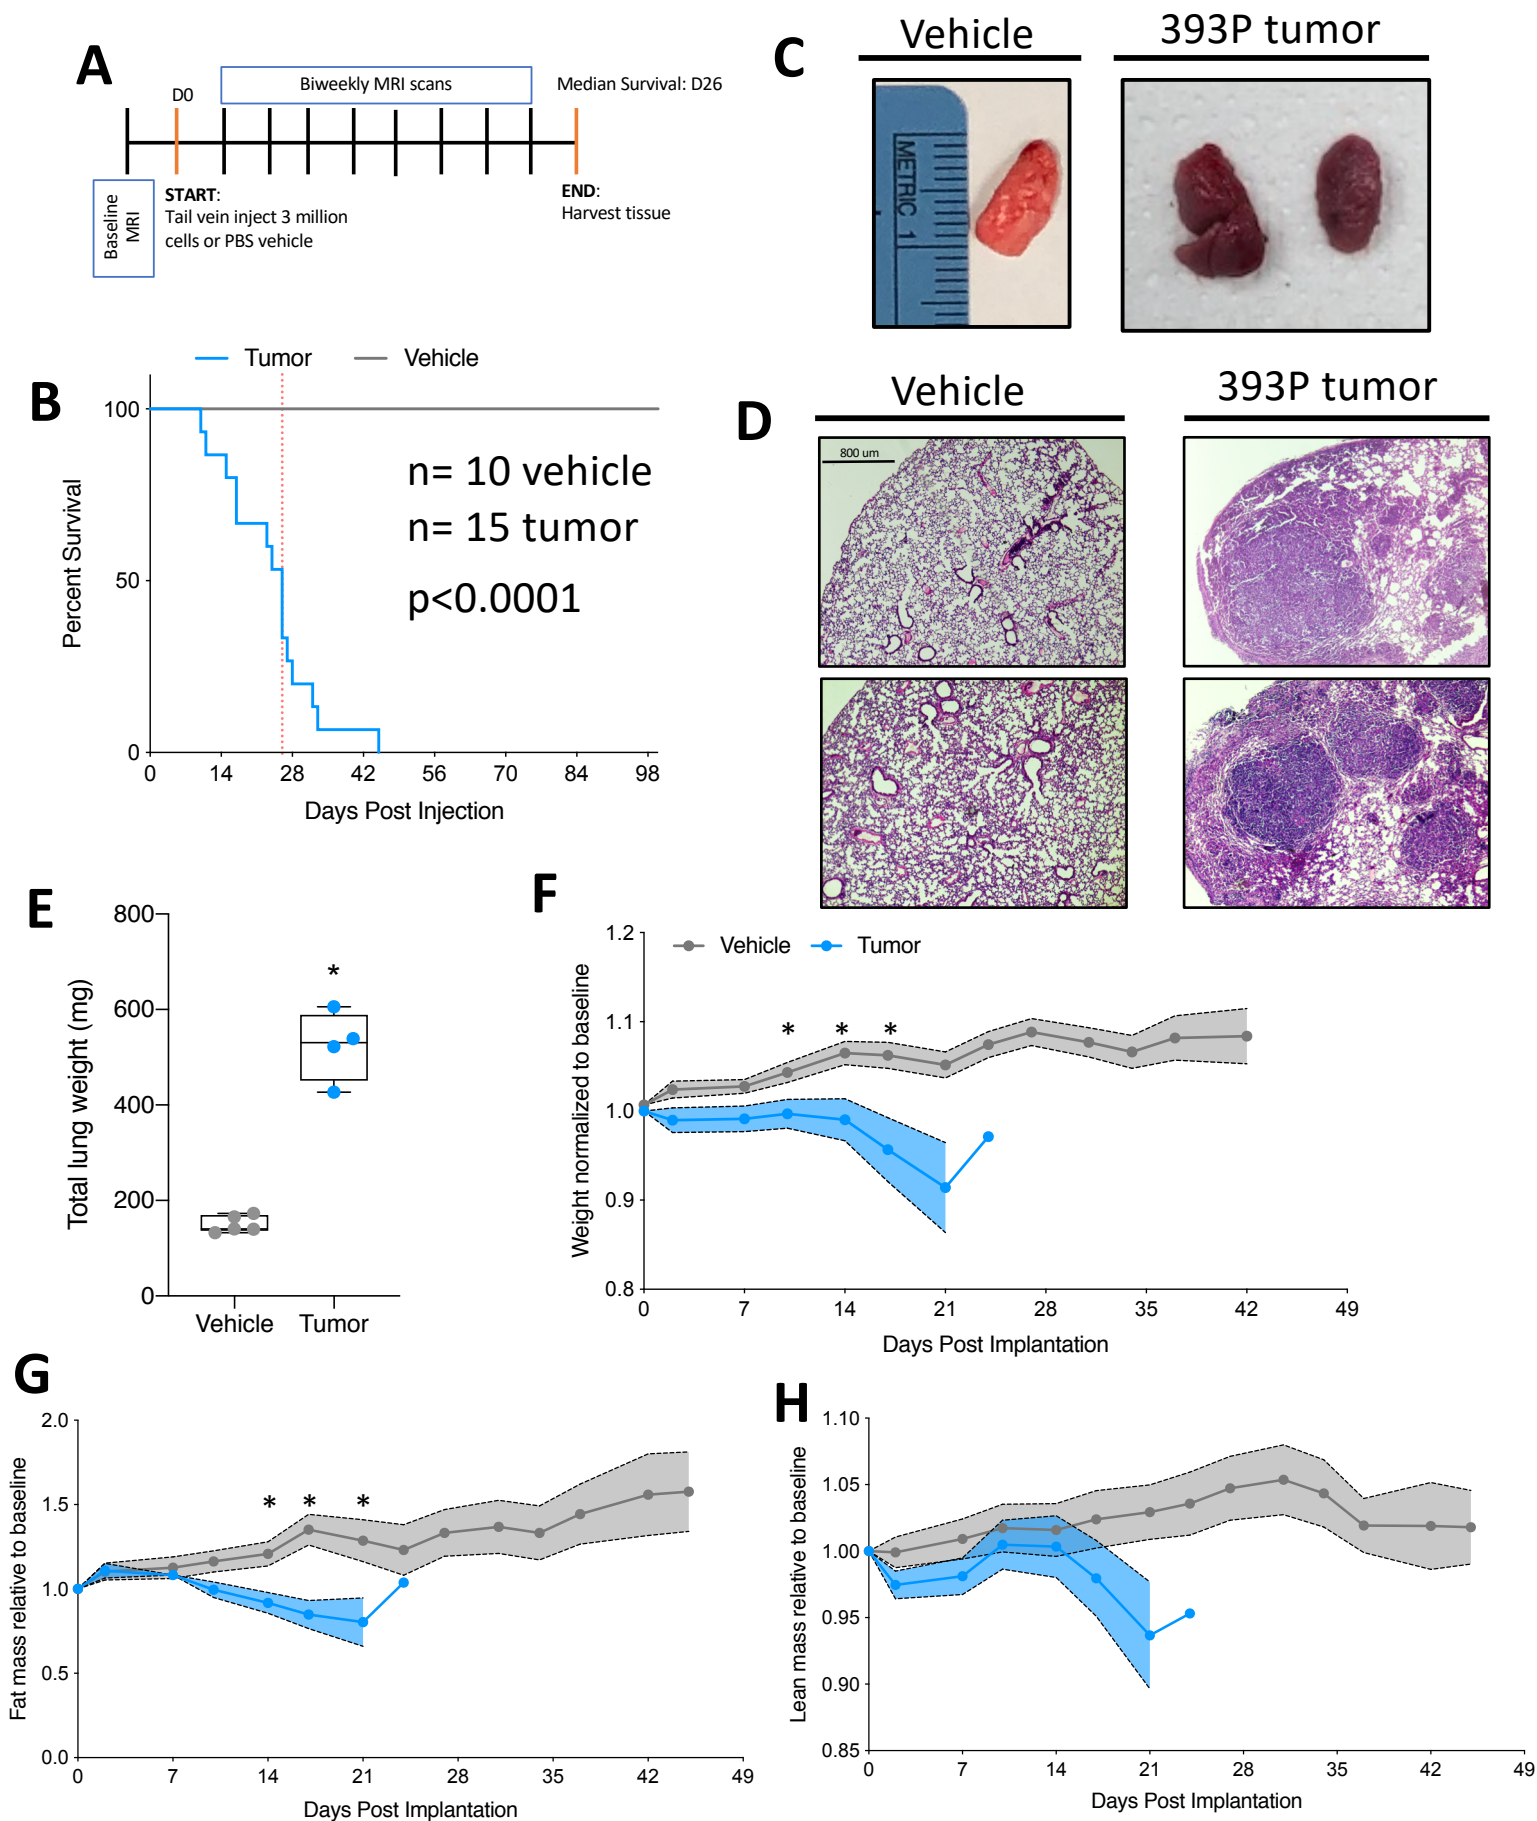 A
D0
Biweekly MRI scans
Median Survival: D26
Baseline
MRI
START:
Tail vein inject 3 million
cells or PBS vehicle
END:
Harvest tissue
B
Tumor
Vehicle
100
50
0
Percent Survival
n= 10 vehicle
n= 15 tumor
p<0.0001
0 14 28 42 56 70 84 98
Days Post Injection
C
Vehicle
393P tumor
METRIC 1
D
Vehicle
393P tumor
800 um
E
800
600
400
200
0
Total lung weight (mg)
*
Vehicle Tumor
F
1.2
1.1
1.0
0.9
0.8
Weight normalized to baseline
Vehicle
Tumor
* * *
0 7 14 21 28 35 42 49
Days Post Implantation
G
2.0
1.5
1.0
0.5
0.0
Fat mass relative to baseline
* * *
0 7 14 21 28 35 42 49
Days Post Implantation
H
1.10
1.05
1.00
0.95
0.90
0.85
Lean mass relative to baseline
0 7 14 21 28 35 42 49
Days Post Implantation